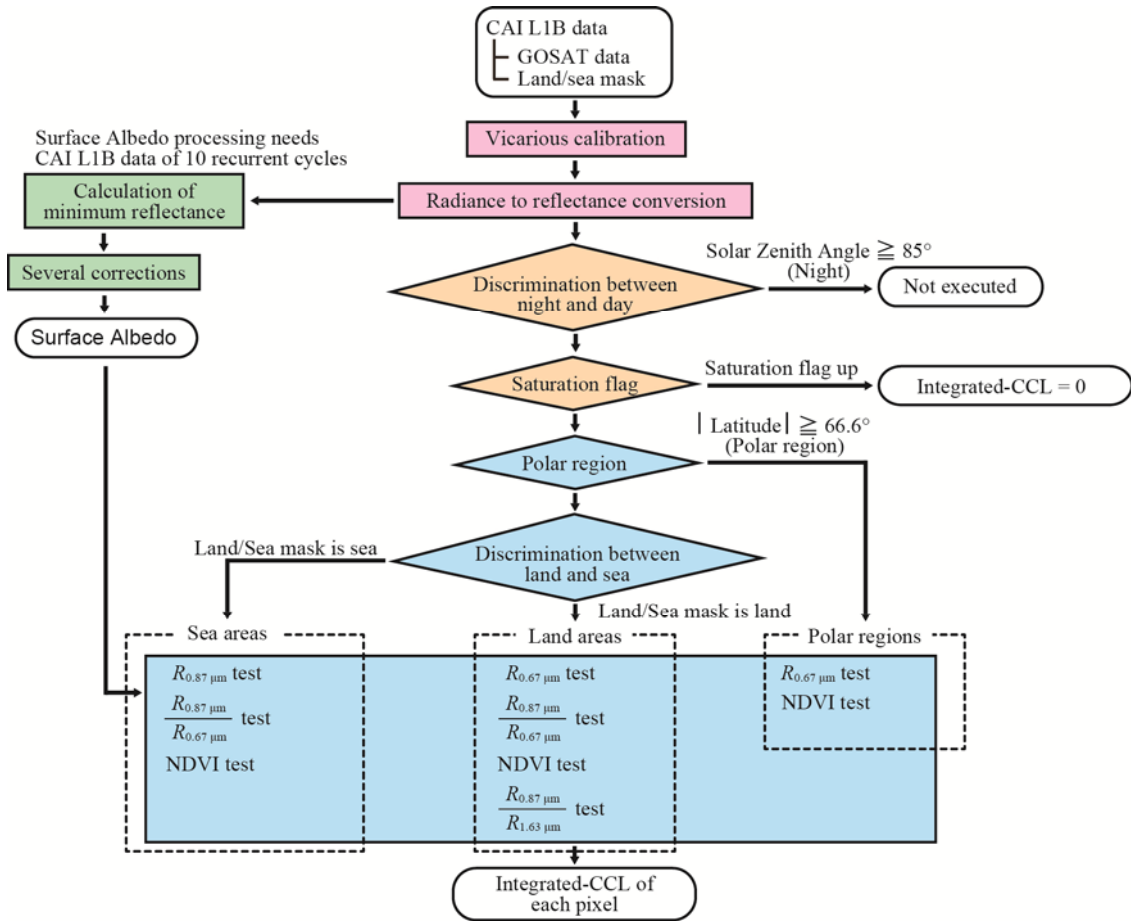 CAI L1B data
GOSAT data
Land/sea mask
Vicarious calibration
Surface Albedo processing needs
CAI L1B data of 10 recurrent cycles
Calculation of
minimum reflectance
Radiance to reflectance conversion
Several corrections
Surface Albedo
Solar Zenith Angle ≧ 85°
(Night)
Discrimination between
night and day
Not executed
Saturation flag
Saturation flag up
Integrated-CCL = 0
| Latitude | ≧ 66.6°
(Polar region)
Polar region
Land/Sea mask is sea
Discrimination between
land and sea
Land/Sea mask is land
Sea areas
R0.87 μm test
R0.87 μm
R0.67 μm
test
NDVI test
Land areas
R0.67 μm test
R0.87 μm
R0.67 μm
test
NDVI test
R0.87 μm
R1.63 μm
test
Polar regions
R0.67 μm test
NDVI test
Integrated-CCL of
each pixel